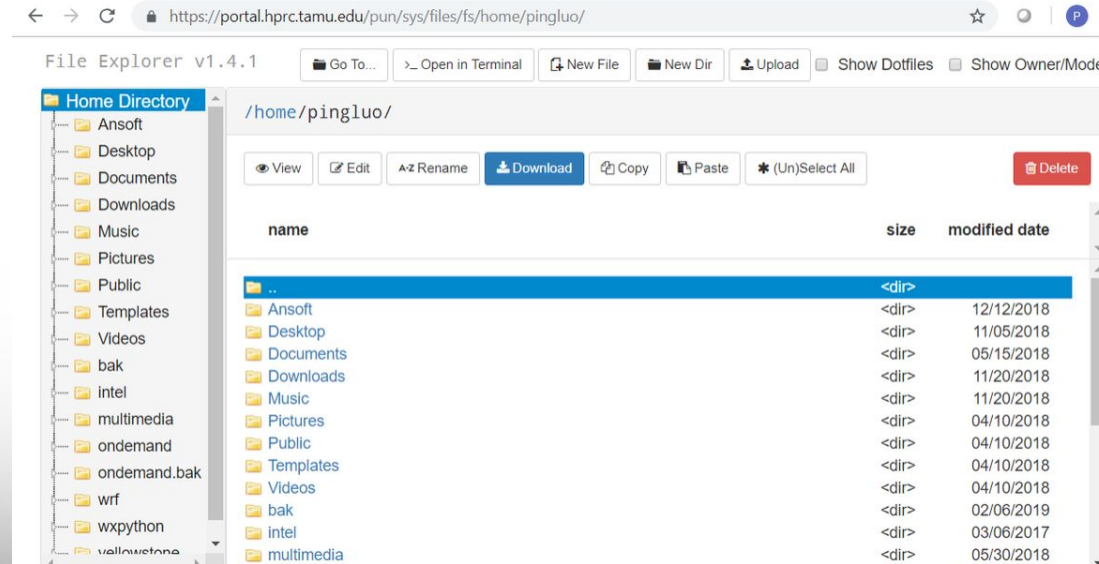 https://portal.hprc.tamu.edu/pun/sys/files/fs/home/pingluo/
P
File Explorer v1.4.1
Go To...
>_ Open in Terminal
New File
New Dir
Upload
Show Dotfiles
Show Owner/Mode
Home Directory
Ansoft
Desktop
Documents
Downloads
Music
Pictures
Public
Templates
Videos
bak
intel
multimedia
ondemand
ondemand.bak
wrf
wxpython
yellowstone
/home/pingluo/
View
Edit
A-Z Rename
Download
Copy
Paste
(Un)Select All
Delete
name size modified date
.. <dir>
Ansoft <dir> 12/12/2018
Desktop <dir> 11/05/2018
Documents <dir> 05/15/2018
Downloads <dir> 11/20/2018
Music <dir> 11/20/2018
Pictures <dir> 04/10/2018
Public <dir> 04/10/2018
Templates <dir> 04/10/2018
Videos <dir> 04/10/2018
bak <dir> 02/06/2019
intel <dir> 03/06/2017
multimedia <dir> 05/30/2018